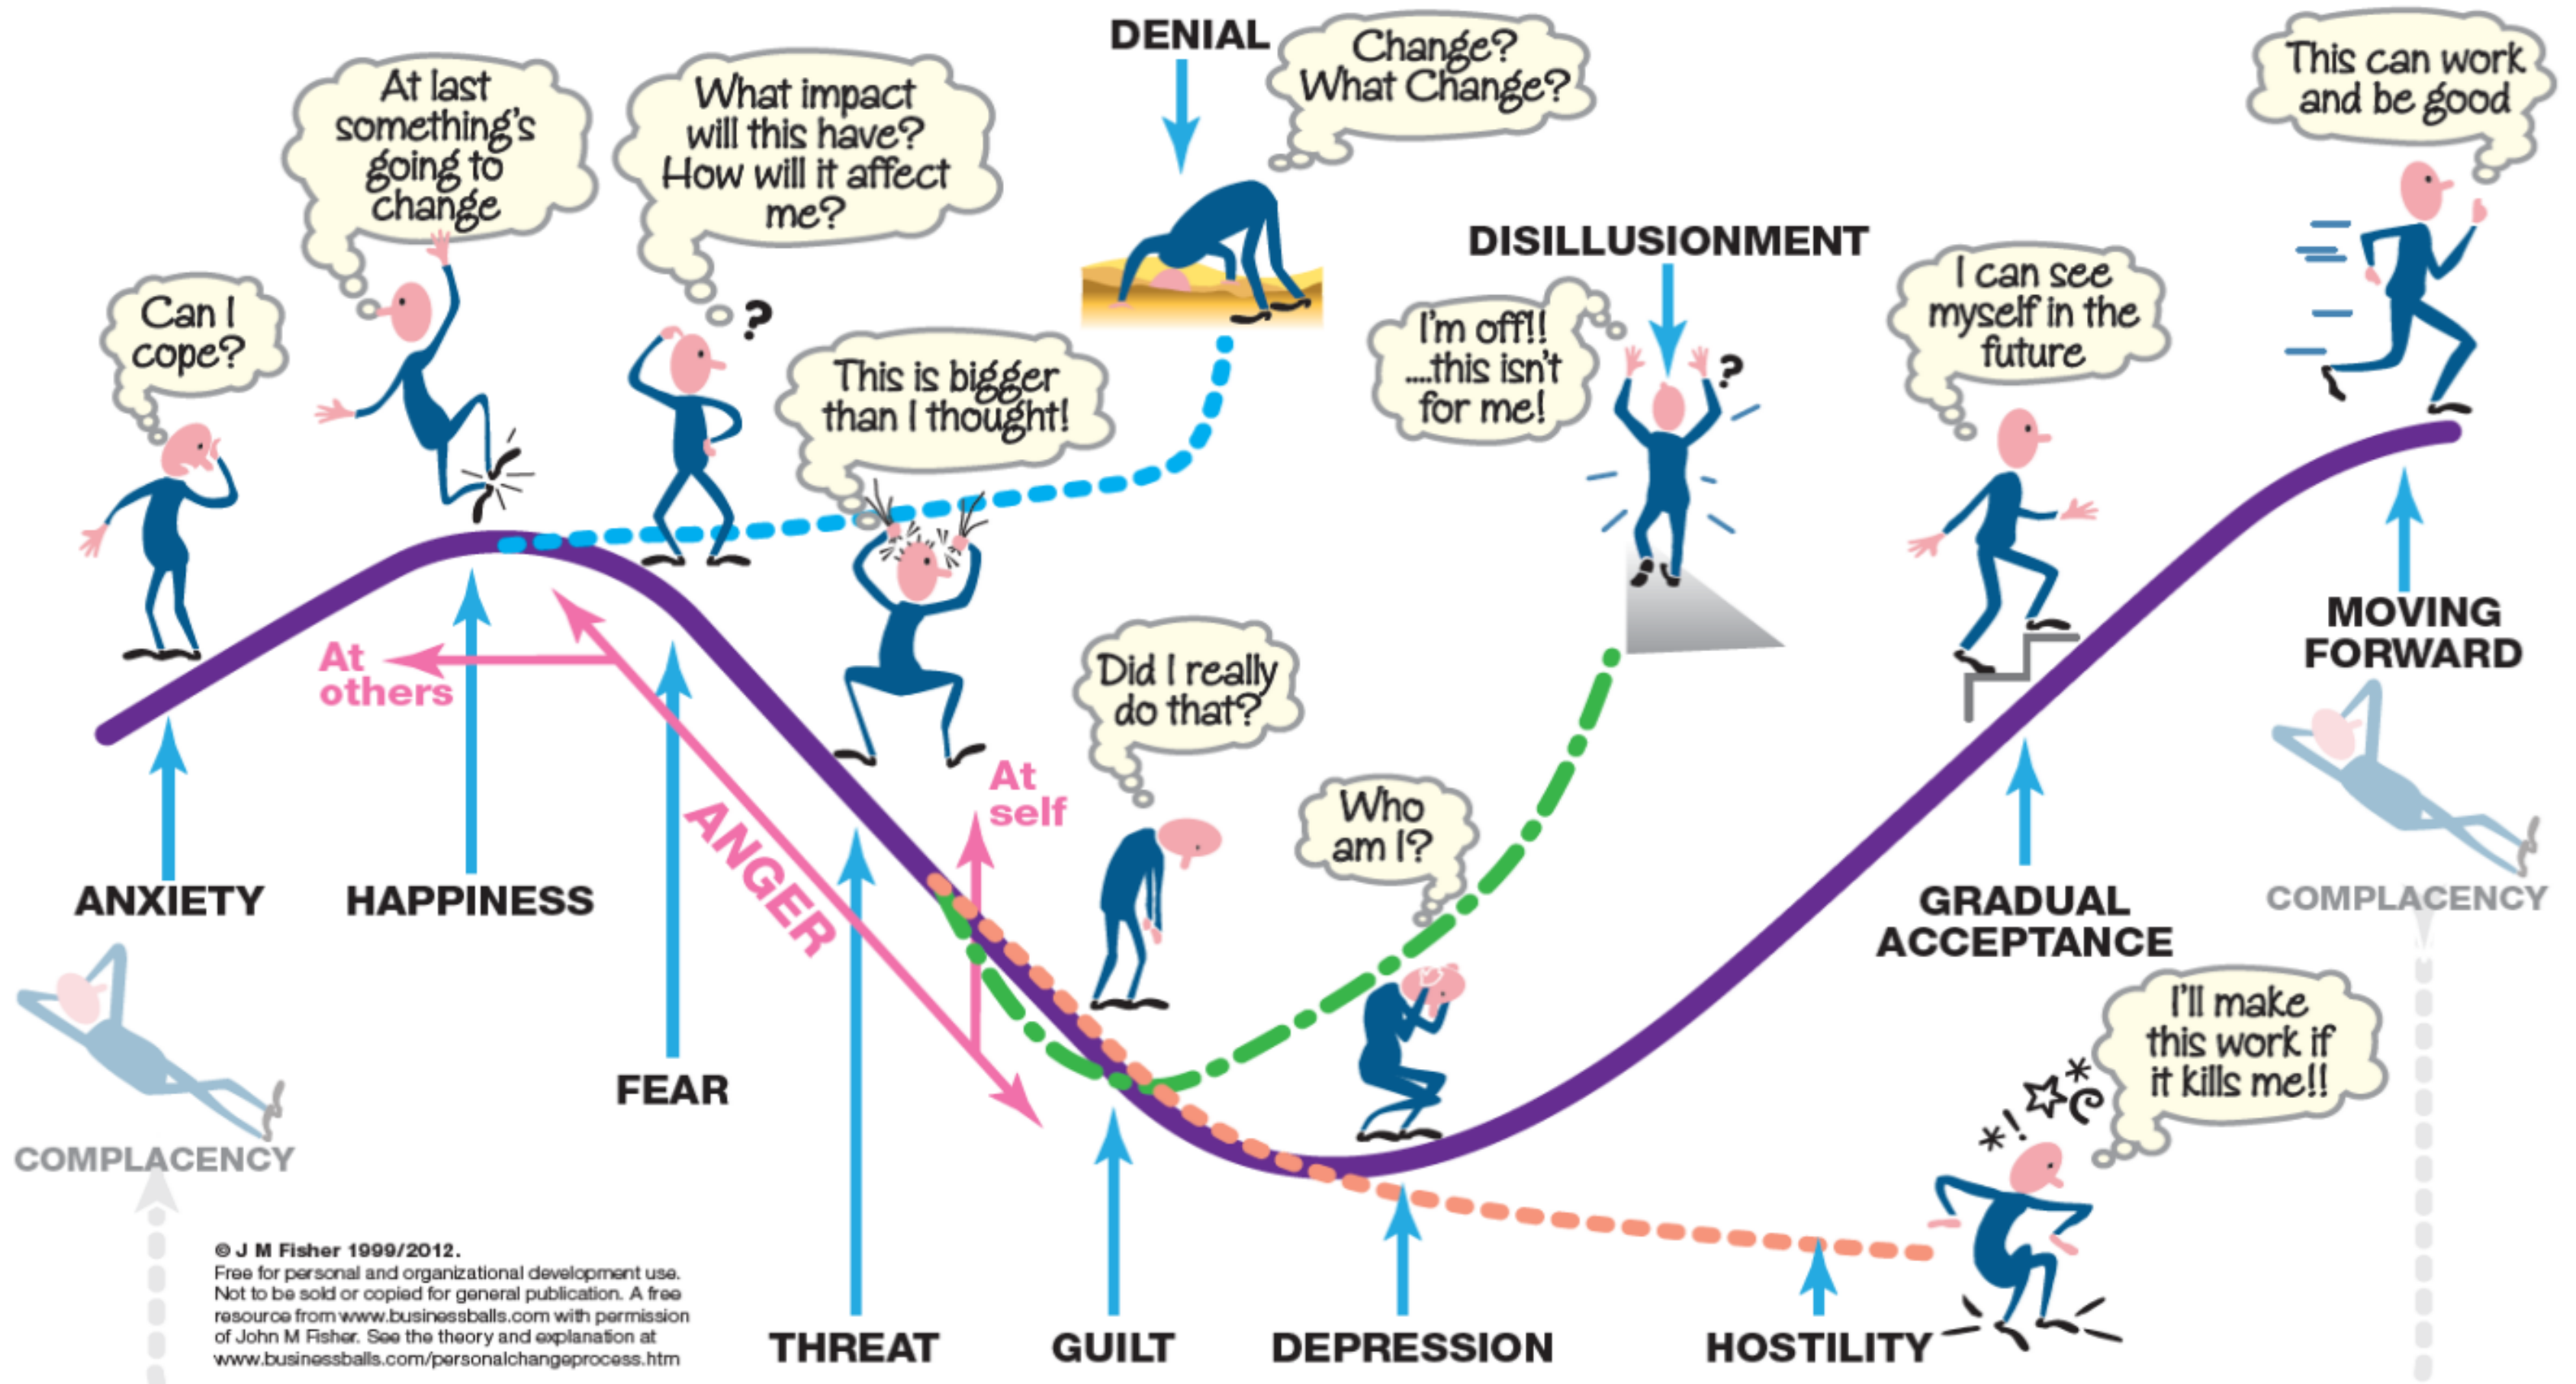 DENIAL
Change?
What Change?
This can work
and be good
At last
something's
going to
change
What impact
will this have?
How will it affect
me?
?
DISILLUSIONMENT
I can see
myself in the
future
Can I
cope?
This is bigger
than I thought!
I'm off!!
....this isn't
for me!
?
MOVING
FORWARD
At
others
Did I really
do that?
At
self
Who
am I?
ANGER
ANXIETY
HAPPINESS
GRADUAL
ACCEPTANCE
COMPLACENCY
FEAR
I'll make
this work if
it kills me!!
*!☆*@
COMPLACENCY
© J M Fisher 1999/2012.
Free for personal and organizational development use.
Not to be sold or copied for general publication. A free
resource from www.businessballs.com with permission
of John M Fisher. See the theory and explanation at
www.businessballs.com/personalchangeprocess.htm
THREAT
GUILT
DEPRESSION
HOSTILITY